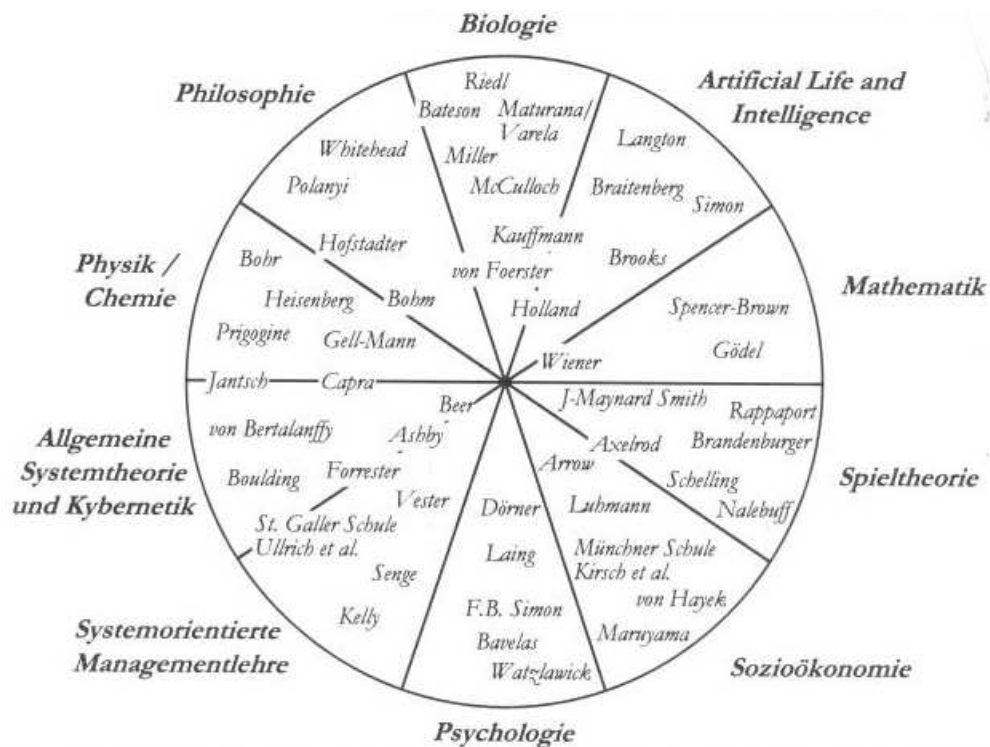 Biologie
Philosophie
Artificial Life and
Intelligence
Riedl
Bateson
Maturana/
Varela
Miller
McCulloch
Whitehead
Polanyi
Langton
Braitenberg
Simon
Hofstadter
Kauffmann
von Foerster
Brooks
Holland
Physik /
Chemie
Bohr
Heisenberg
Bohm
Prigogine
Gell-Mann
Mathematik
Spencer-Brown
Gödel
Wiener
Jantsch
Capra
Beer
J-Maynard Smith
Rappaport
Allgemeine
Systemtheorie
und Kybernetik
von Bertalanffy
Ashby
Boulding
Forrester
Vester
Axelrod
Brandenburger
Arrow
Schelling
Nalebuff
Spieltheorie
St. Galler Schule
Ullrich et al.
Senge
Kelly
Dörner
Laing
F.B. Simon
Bavelas
Watzlawick
Luhmann
Münchner Schule
Kirsch et al.
von Hayek
Maruyama
Systemorientierte
Managementlehre
Sozioökonomie
Psychologie